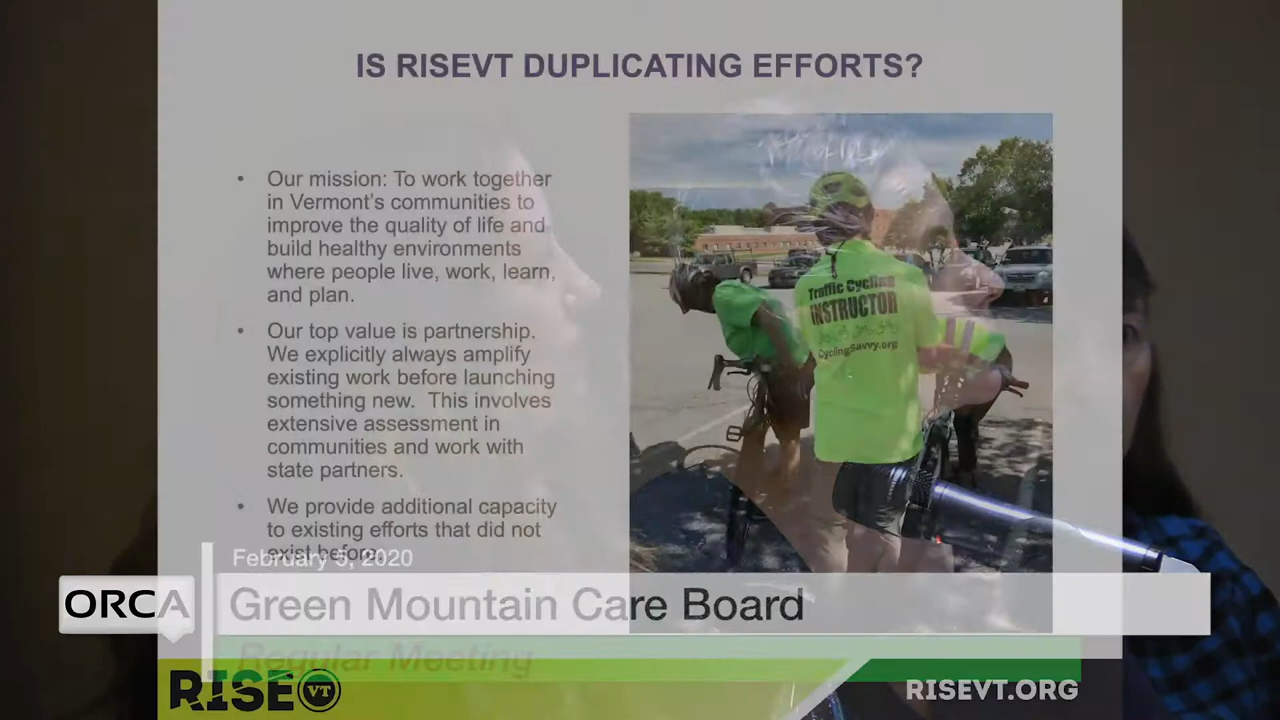 IS RISEVT DUPLICATING EFFORTS?
• Our mission: To work together
in Vermont's communities to
improve the quality of life and
build healthy environments
where people live, work, learn,
and plan.
• Our top value is partnership.
We explicitly always amplify
existing work before launching
something new. This involves
extensive assessment in
communities and work with
state partners.
• We provide additional capacity
to existing efforts that did not
exist before.
Traffic Cycling
INSTRUCTOR
CyclingSavvy.org
February 5, 2020
ORCA
Green Mountain Care Board
Regular Meeting
RISE VT
RISEVT.ORG